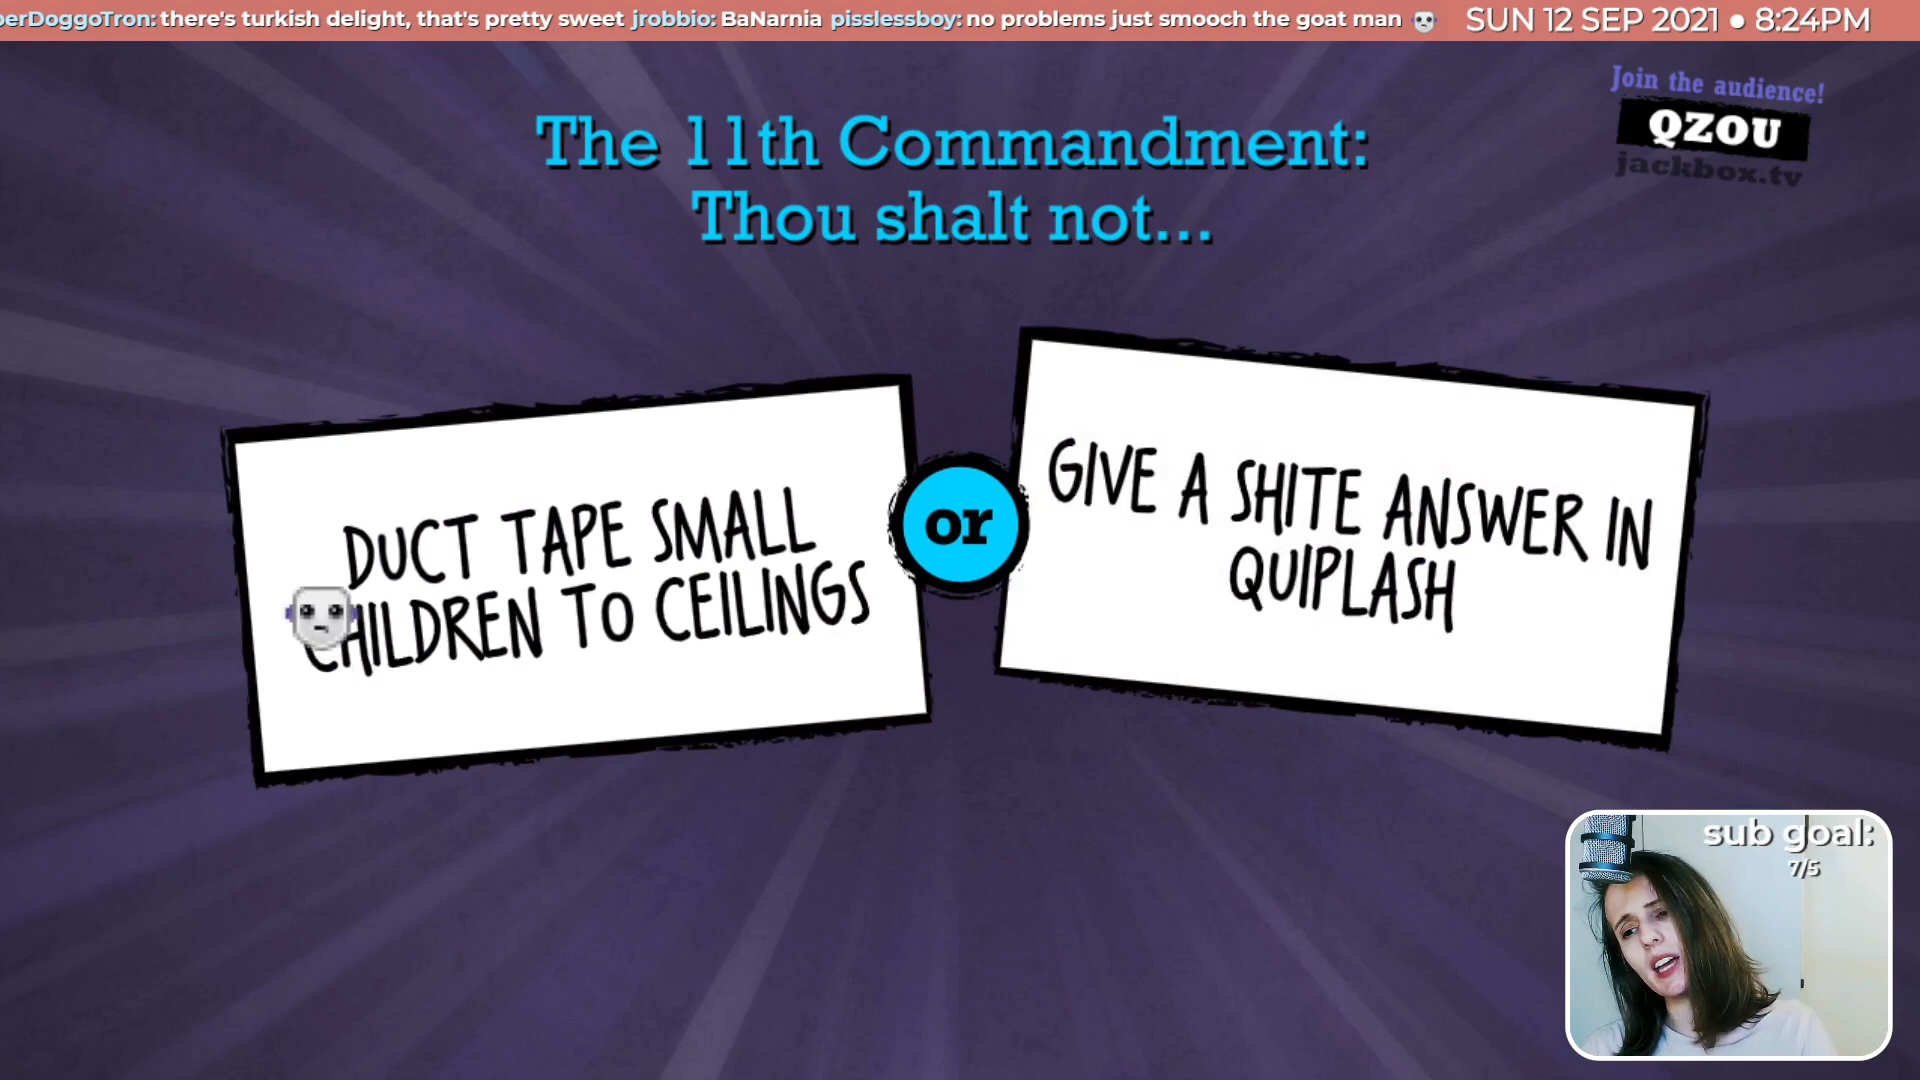 there's turkish delight, that's pretty sweet jrobbio: BaNarnia pisslessboy: no problems just smooch the goat man SUN 12 SEP 2021 ● 8:24PM
Join the audience!
QZOU
jackbox.tv
The 11th Commandment:
Thou shalt not...
DUCT TAPE SMALL
CHILDREN TO CEILINGS
or
GIVE A SHITE ANSWER IN
QUIPLASH
sub goal:
7/5